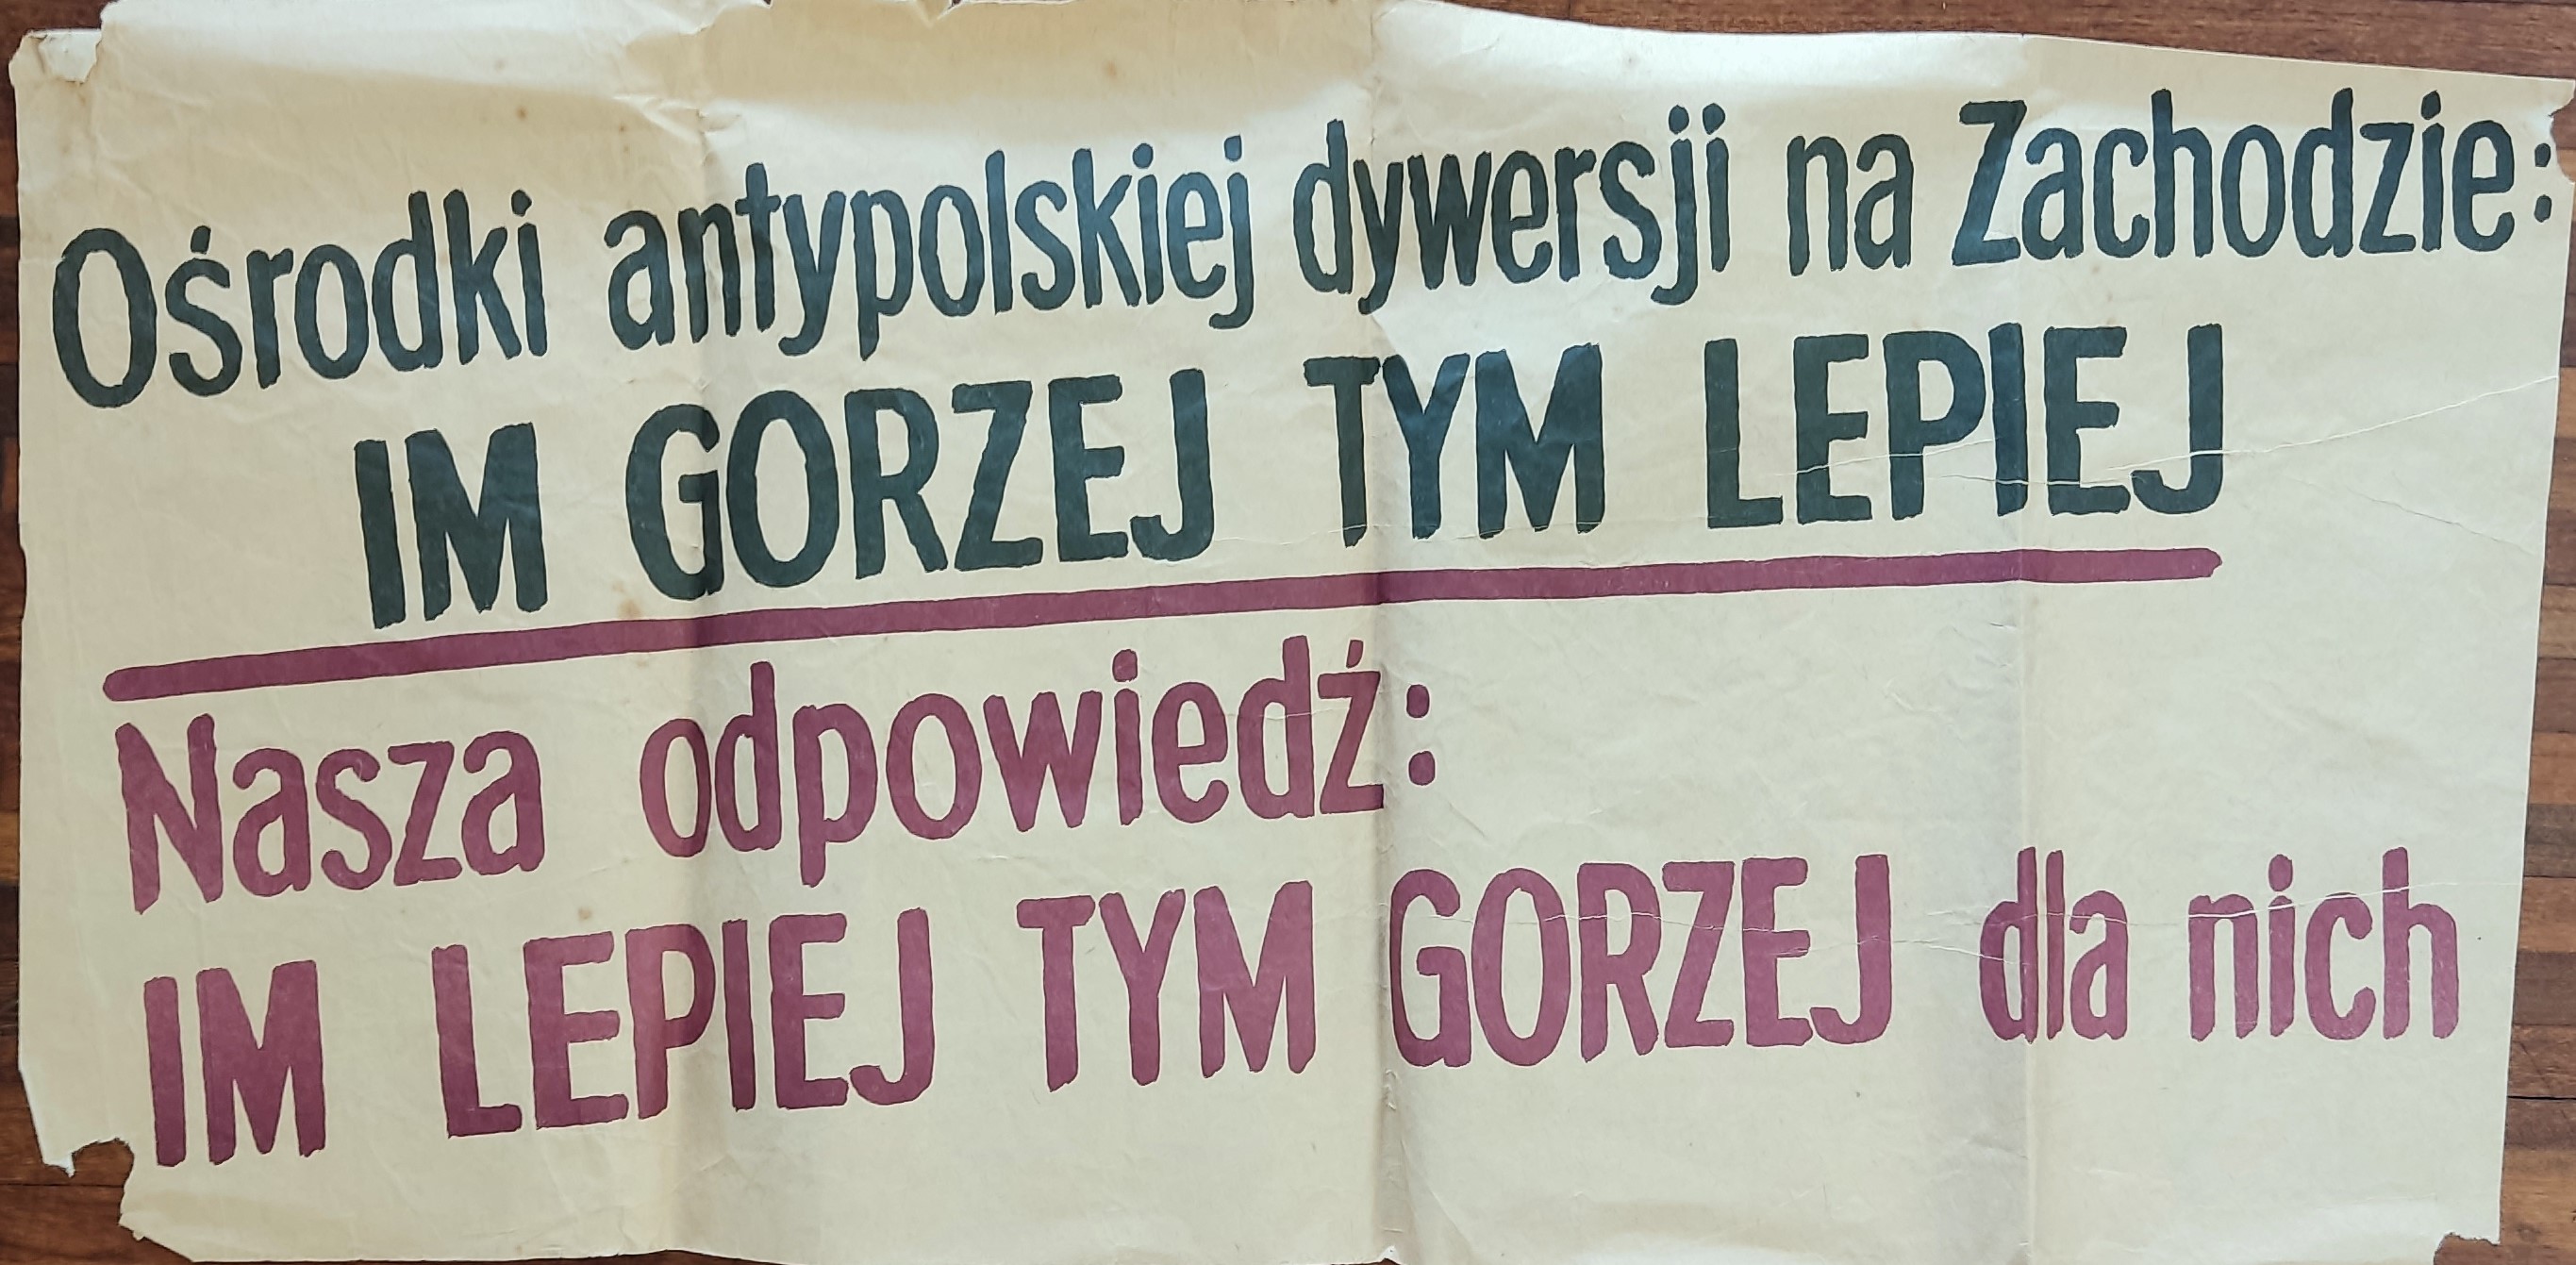 Ośrodki antypolskiej dywersji na Zachodzie:
IM GORZEJ TYM LEPIEJ
Nasza odpowiedź:
IM LEPIEJ TYM GORZEJ dla nich